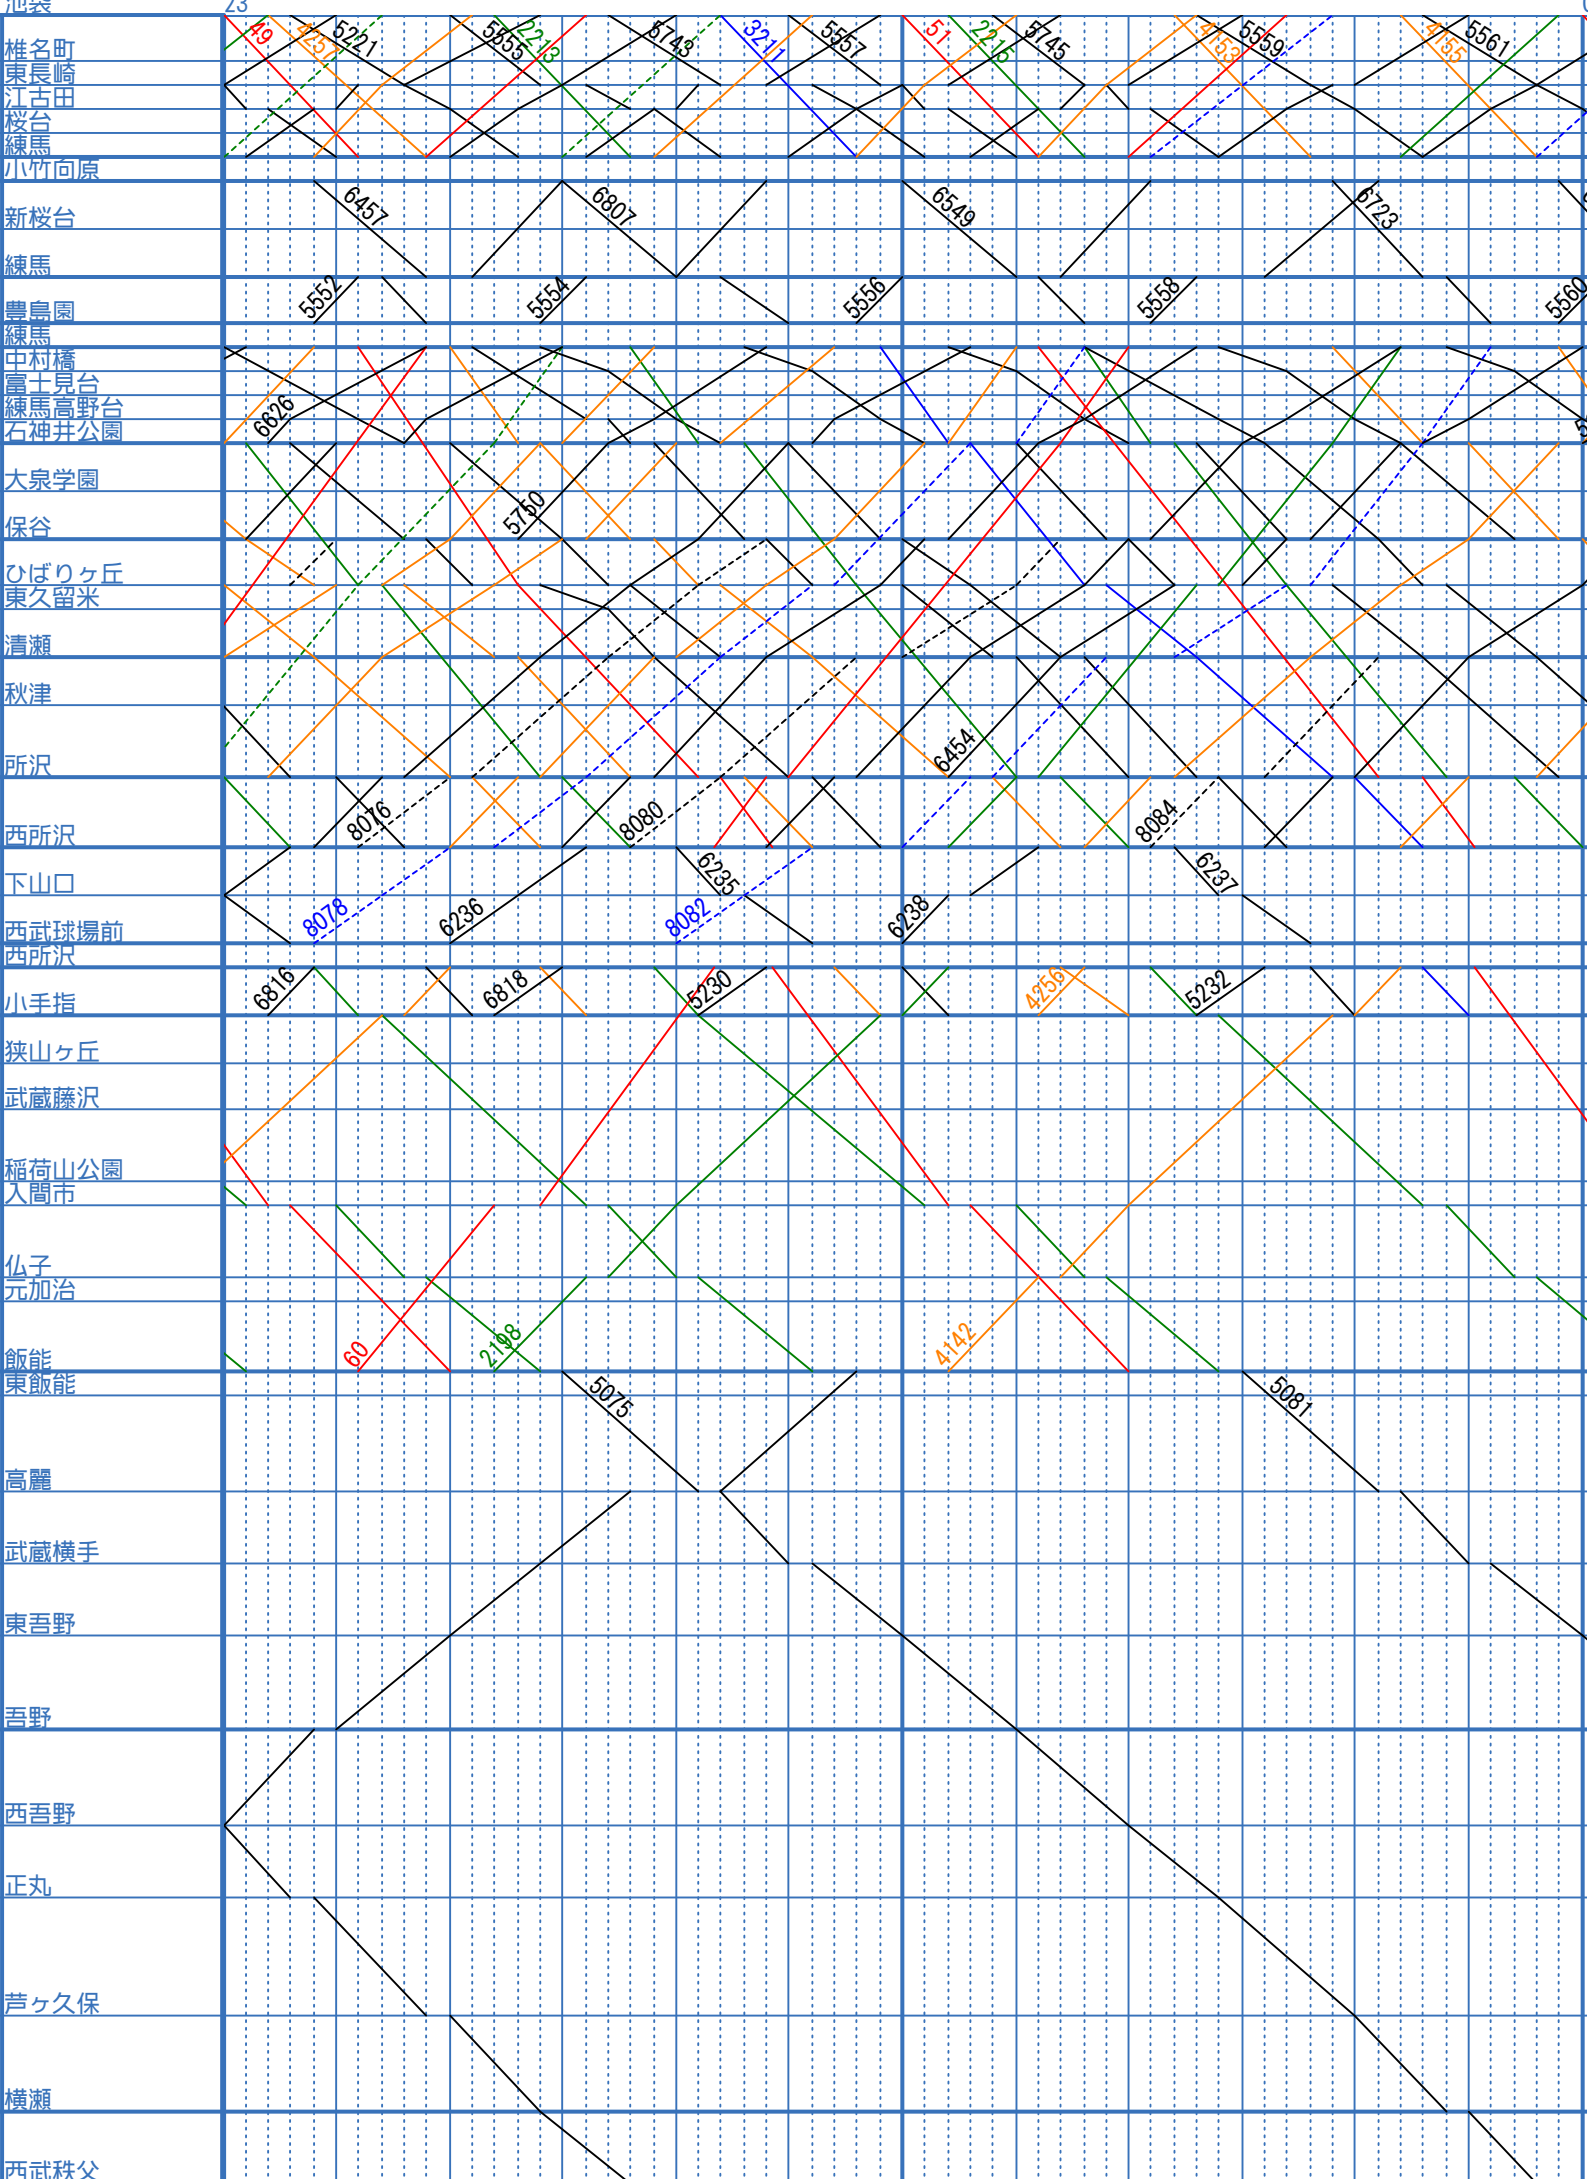 池袋 23
49 4257 5221 5555 2213 5743 3211 5557 51 2215 5745 4153 5559 4155 5561
椎名町
東長崎
江古田
桜台
練馬
小竹向原
6457 6807 6549 6723
新桜台
練馬
5552 5554 5556 5558 5560
豊島園
練馬
中村橋
富士見台
練馬高野台
6626
石神井公園
大泉学園
5750
保谷
ひばりヶ丘
東久留米
清瀬
秋津
6454
所沢
8076 8080 8084
西所沢
6235 6237
下山口
8078 6236 8082 6238
西武球場前
西所沢
6816 6818 5230 4256 5232
小手指
狭山ヶ丘
武蔵藤沢
稲荷山公園
入間市
仏子
元加治
60 2198 4142
飯能
東飯能
5075 5081
高麗
武蔵横手
東吾野
吾野
西吾野
正丸
芦ヶ久保
横瀬
西武秩父